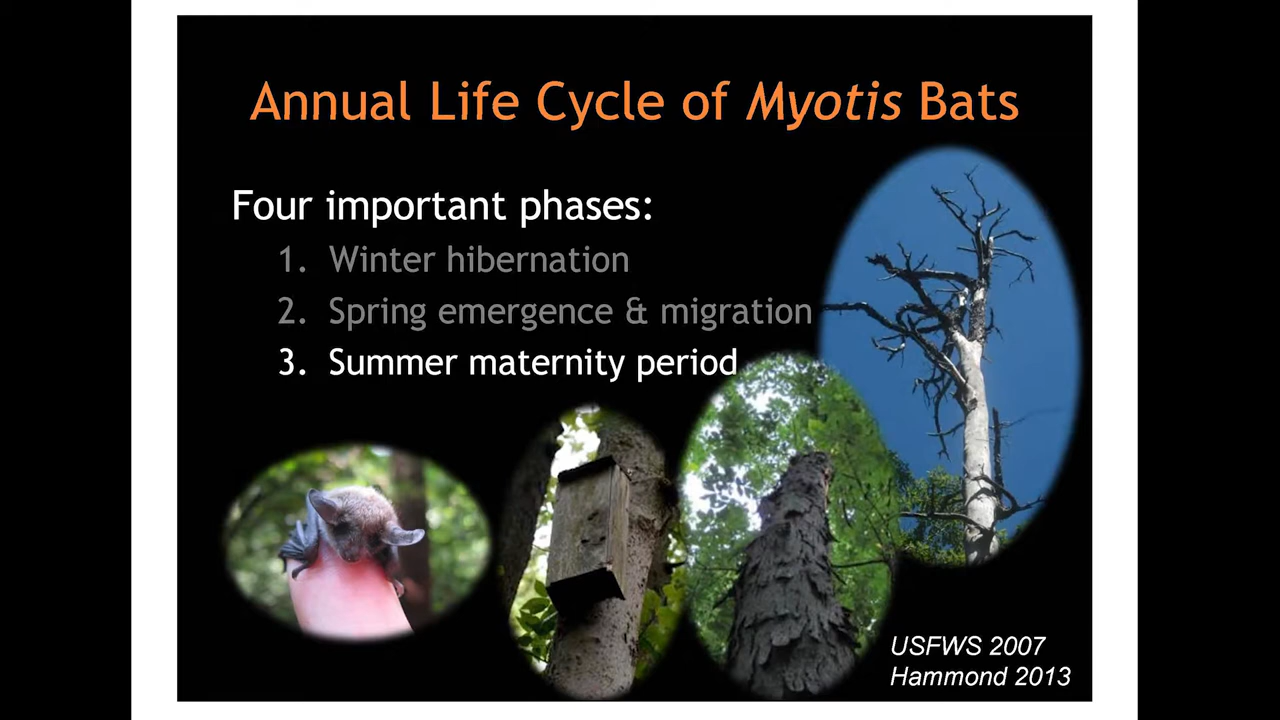 Annual Life Cycle of Myotis Bats
Four important phases:
1. Winter hibernation
2. Spring emergence & migration
3. Summer maternity period
USFWS 2007
Hammond 2013